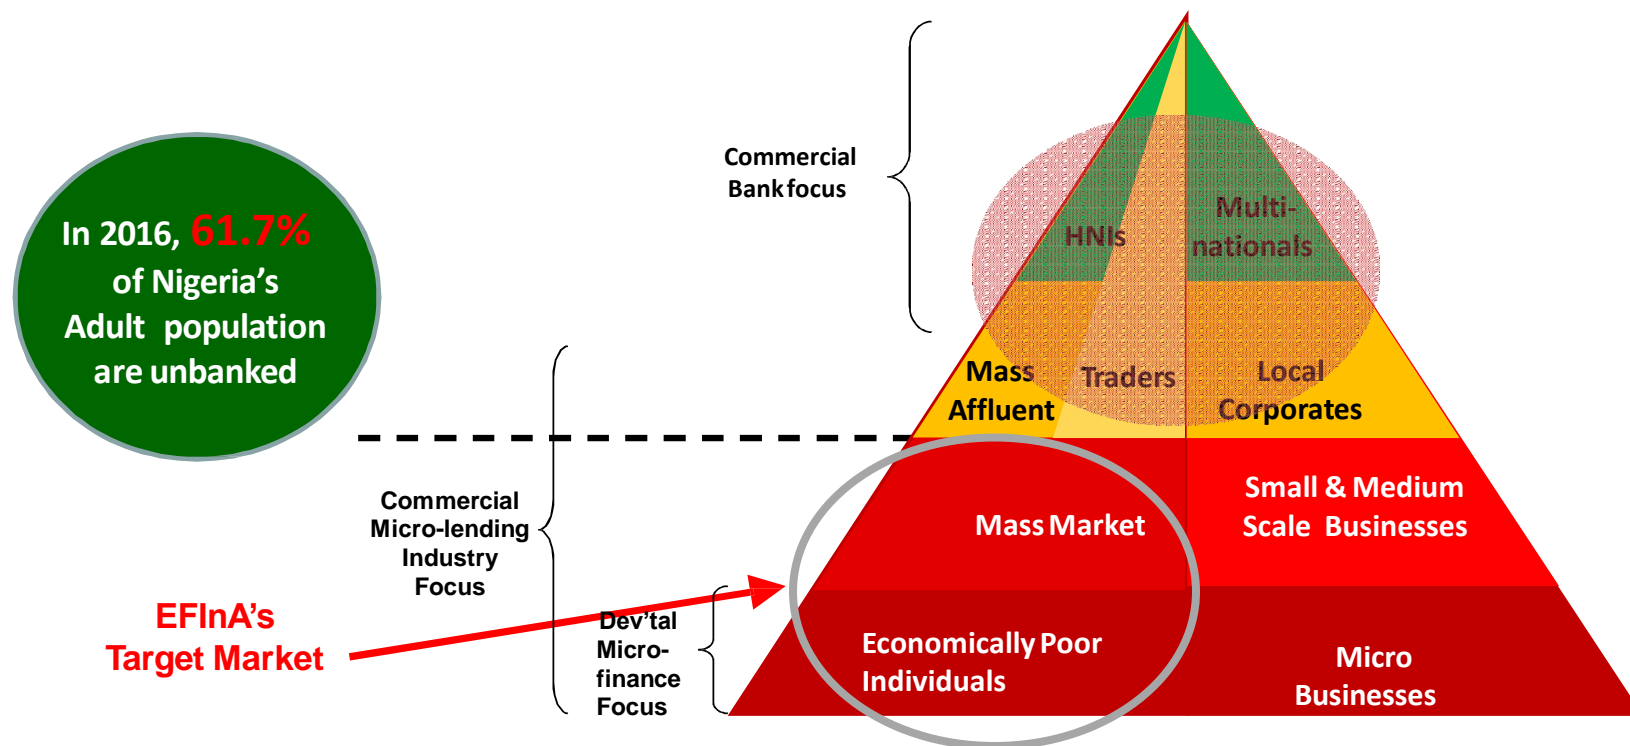 In 2016, 61.7%
of Nigeria’s
Adult population
are unbanked
Commercial
Bank focus
HNIs
Multi-
nationals
Mass
Affluent
Traders
Local
Corporates
Commercial
Micro-lending
Industry
Focus
Mass Market
Small & Medium
Scale Businesses
EFInA’s
Target Market
Dev’tal
Micro-
finance
Focus
Economically Poor
Individuals
Micro
Businesses